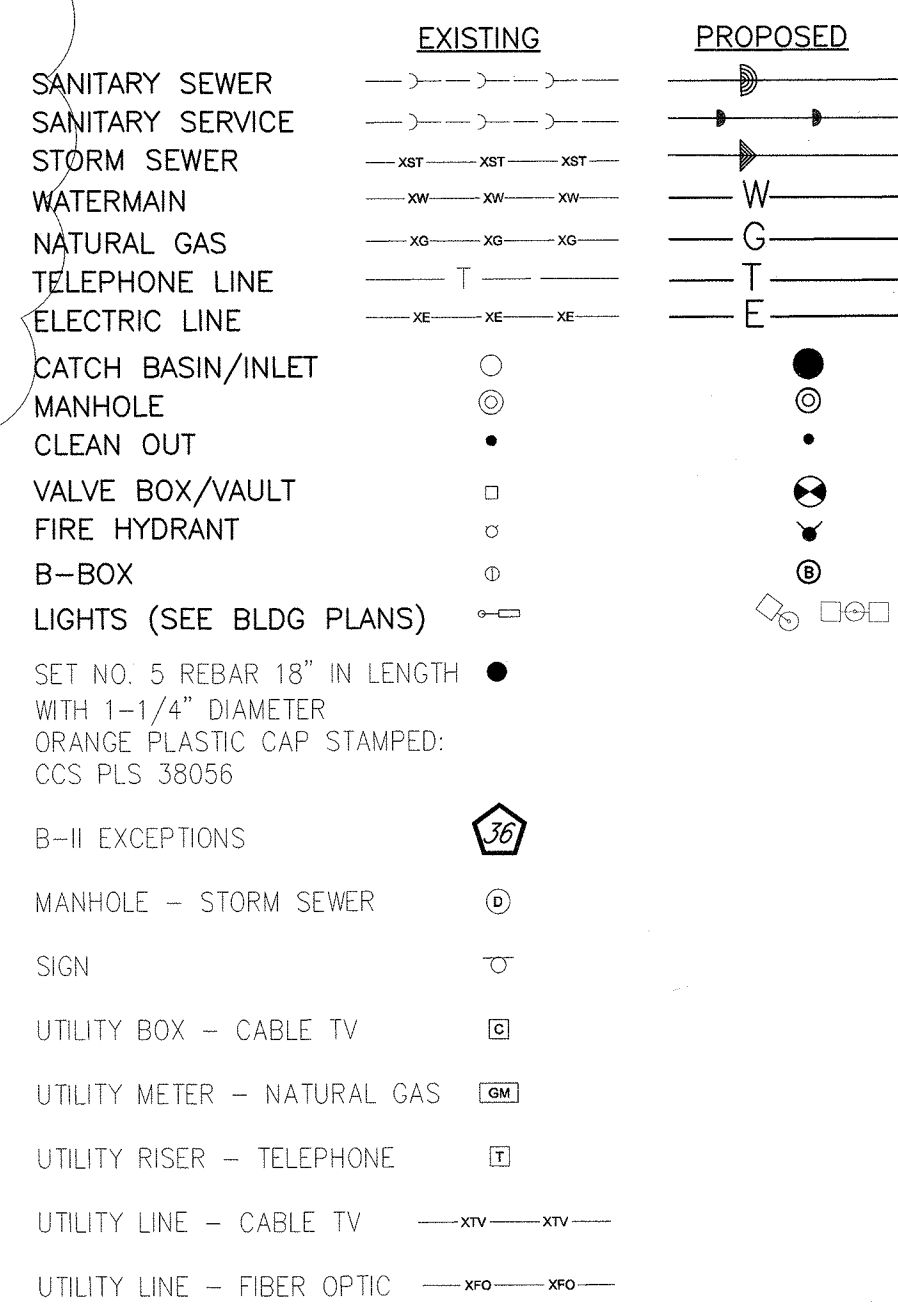 EXISTING PROPOSED
SANITARY SEWER
SANITARY SERVICE
STORM SEWER XST XST XST
WATERMAIN XW XW XW W
NATURAL GAS XG XG XG G
TELEPHONE LINE T T
ELECTRIC LINE XE XE XE E
CATCH BASIN/INLET
MANHOLE
CLEAN OUT
VALVE BOX/VAULT
FIRE HYDRANT
B-BOX B
LIGHTS (SEE BLDG PLANS)
SET NO. 5 REBAR 18" IN LENGTH
WITH 1-1/4" DIAMETER
ORANGE PLASTIC CAP STAMPED:
CCS PLS 38056
B-II EXCEPTIONS 36
MANHOLE - STORM SEWER D
SIGN
UTILITY BOX - CABLE TV C
UTILITY METER - NATURAL GAS GM
UTILITY RISER - TELEPHONE T
UTILITY LINE - CABLE TV XTV XTV
UTILITY LINE - FIBER OPTIC XFO XFO